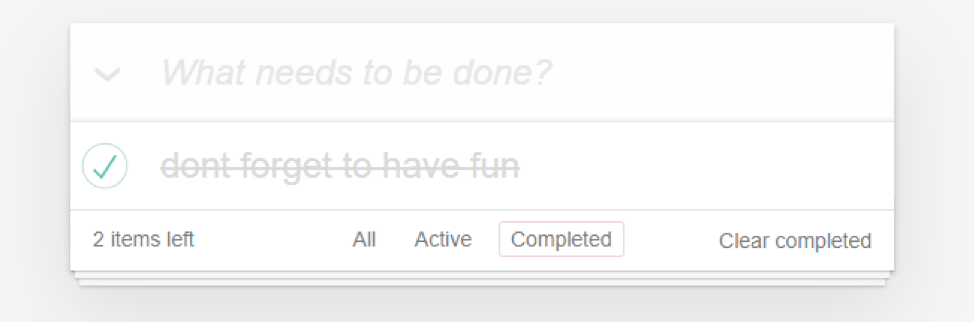 What needs to be done?
dont forget to have fun
2 items left All Active Completed Clear completed